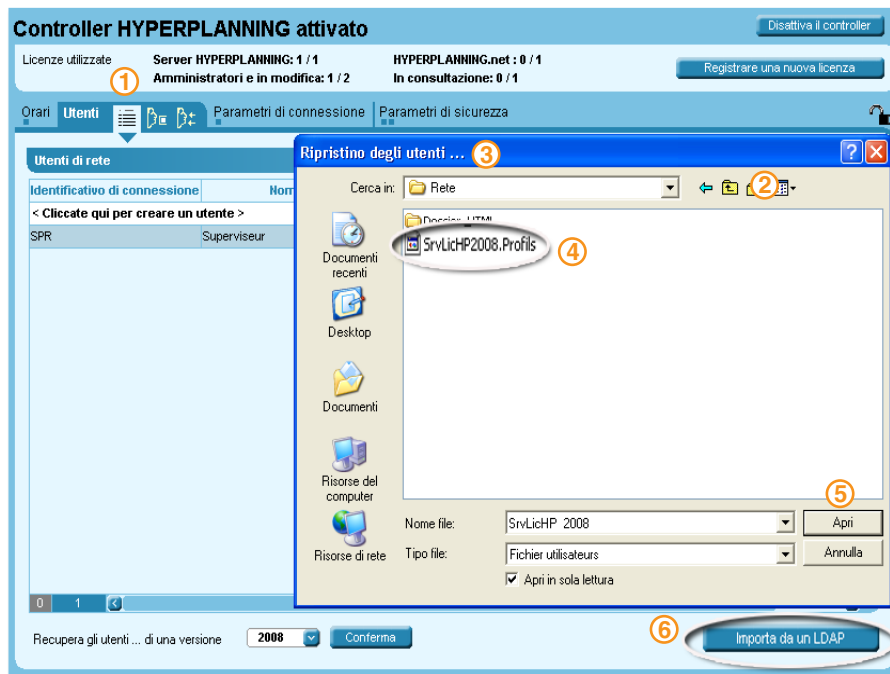 Controller HYPERPLANNING attivato
Disattiva il controller
Licenze utilizzate
Server HYPERPLANNING: 1 / 1
HYPERPLANNING.net : 0 / 1
Amministratori e in modifica: 1 / 2
In consultazione: 0 / 1
Registrare una nuova licenza
1
Orari Utenti Parametri di connessione Parametri di sicurezza
Utenti di rete
Ripristino degli utenti ... 3
Identificativo di connessione
Cerca in: Rete
2
< Cliccate qui per creare un utente >
SPR Superviseur
SrvLicHP2008.Profils
4
Documenti recenti
Desktop
Documenti
Risorse del computer
Risorse di rete
5
Nome file: SrvLicHP 2008 Apri
Tipo file: Fichier utilisateurs Annulla
Apri in sola lettura
0 1
Recupera gli utenti ... di una versione 2008 Conferma
6
Importa da un LDAP